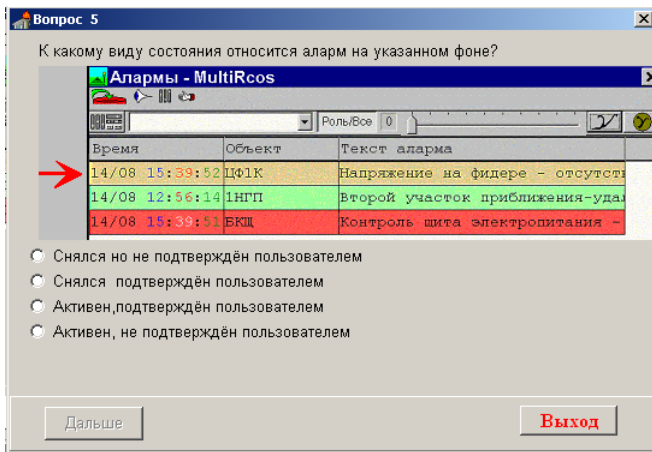 Вопрос 5
К какому виду состояния относится аларм на указанном фоне?
Алармы - MultiRcos
Роль/Все 0
Время Объект Текст аларма
14/08 15:39:52 ЦФ1К Напряжение на фидере - отсутст
14/08 12:56:14 1НГП Второй участок приближения-уда
14/08 15:39:51 БКЩ Контроль щита электропитания -
Снялся но не подтверждён пользователем
Снялся подтверждён пользователем
Активен,подтверждён пользователем
Активен, не подтверждён пользователем
Дальше
Выход